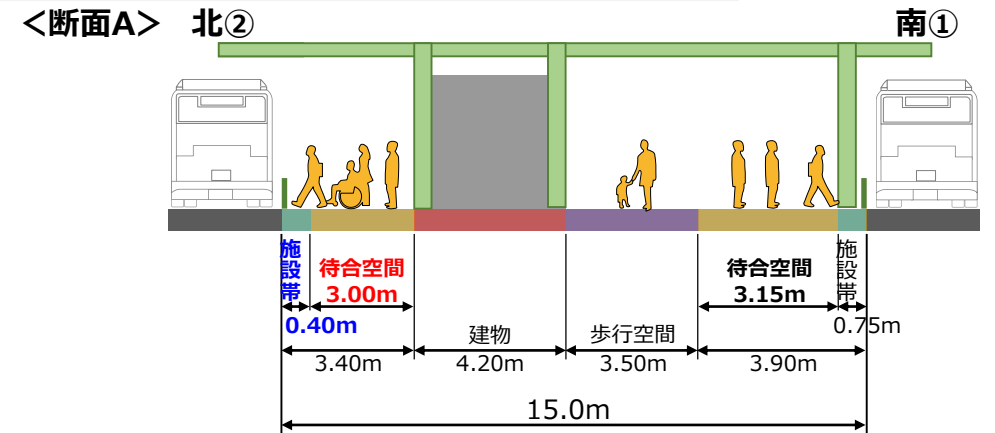 <断面A> 北② 南①
施設帯
待合空間
3.00m
待合空間
3.15m
施設帯
0.40m
0.75m
建物
歩行空間
3.40m
4.20m
3.50m
3.90m
15.0m